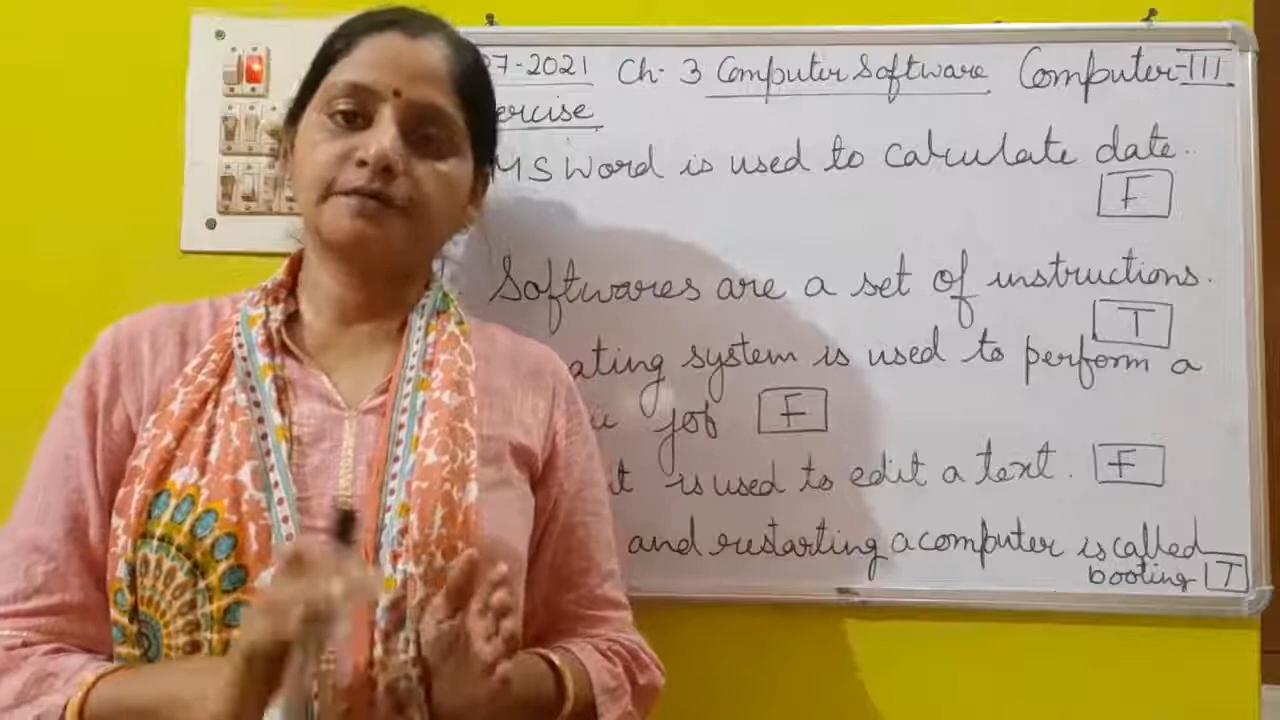 07-2021 Ch- 3 Computer Software Computer-III
ercise
MS Word is used to calculate date.
F
Softwares are a set of instructions.
T
ating system is used to perform a
job F
is used to edit a text. F
and restarting a computer is called
booting T